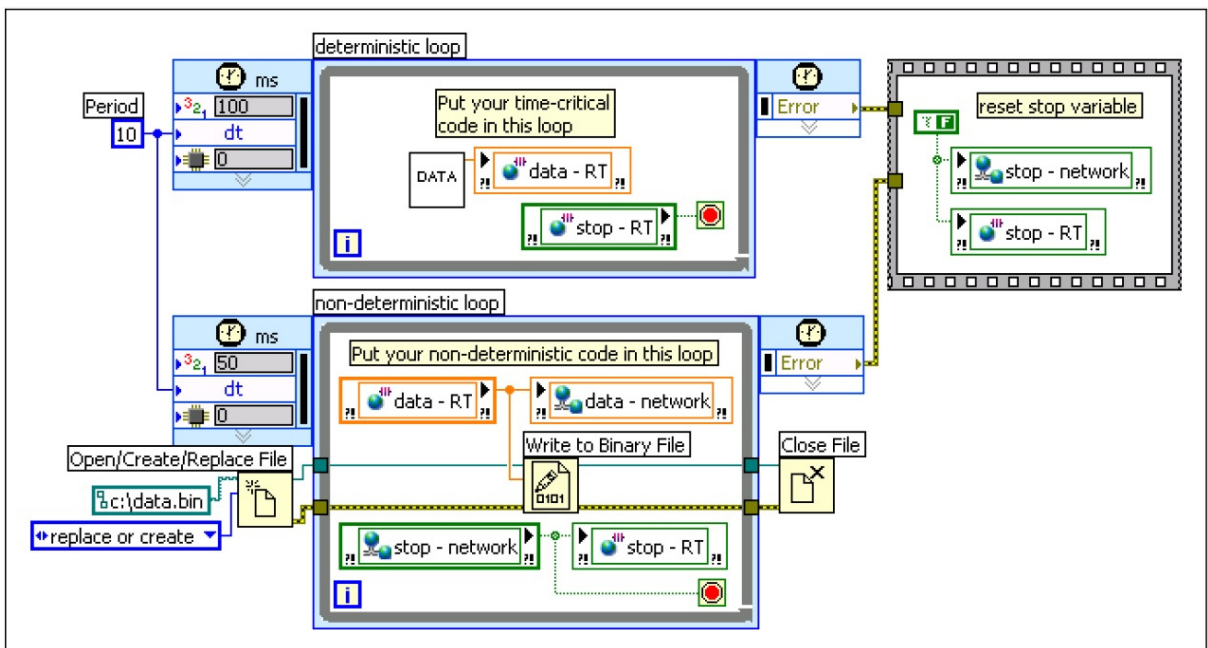 deterministic loop
ms
Period
10
100
dt
0
Put your time-critical
code in this loop
DATA
data - RT
stop - RT
i
Error
reset stop variable
F
stop - network
stop - RT
non-deterministic loop
ms
50
dt
0
Put your non-deterministic code in this loop
data - RT
data - network
Error
Open/Create/Replace File
c:\data.bin
replace or create
Write to Binary File
0101
Close File
stop - network
stop - RT
i